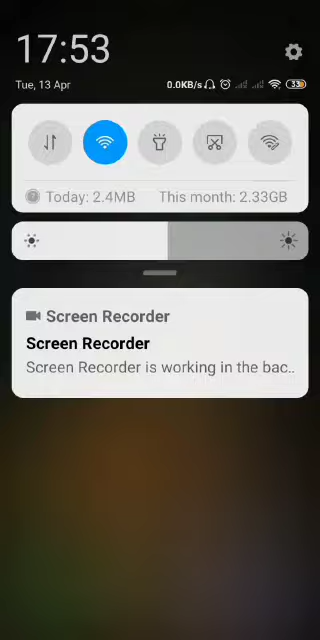 17:53
Tue, 13 Apr
0.0KB/s
33
Today: 2.4MB
This month: 2.33GB
Screen Recorder
Screen Recorder
Screen Recorder is working in the bac..